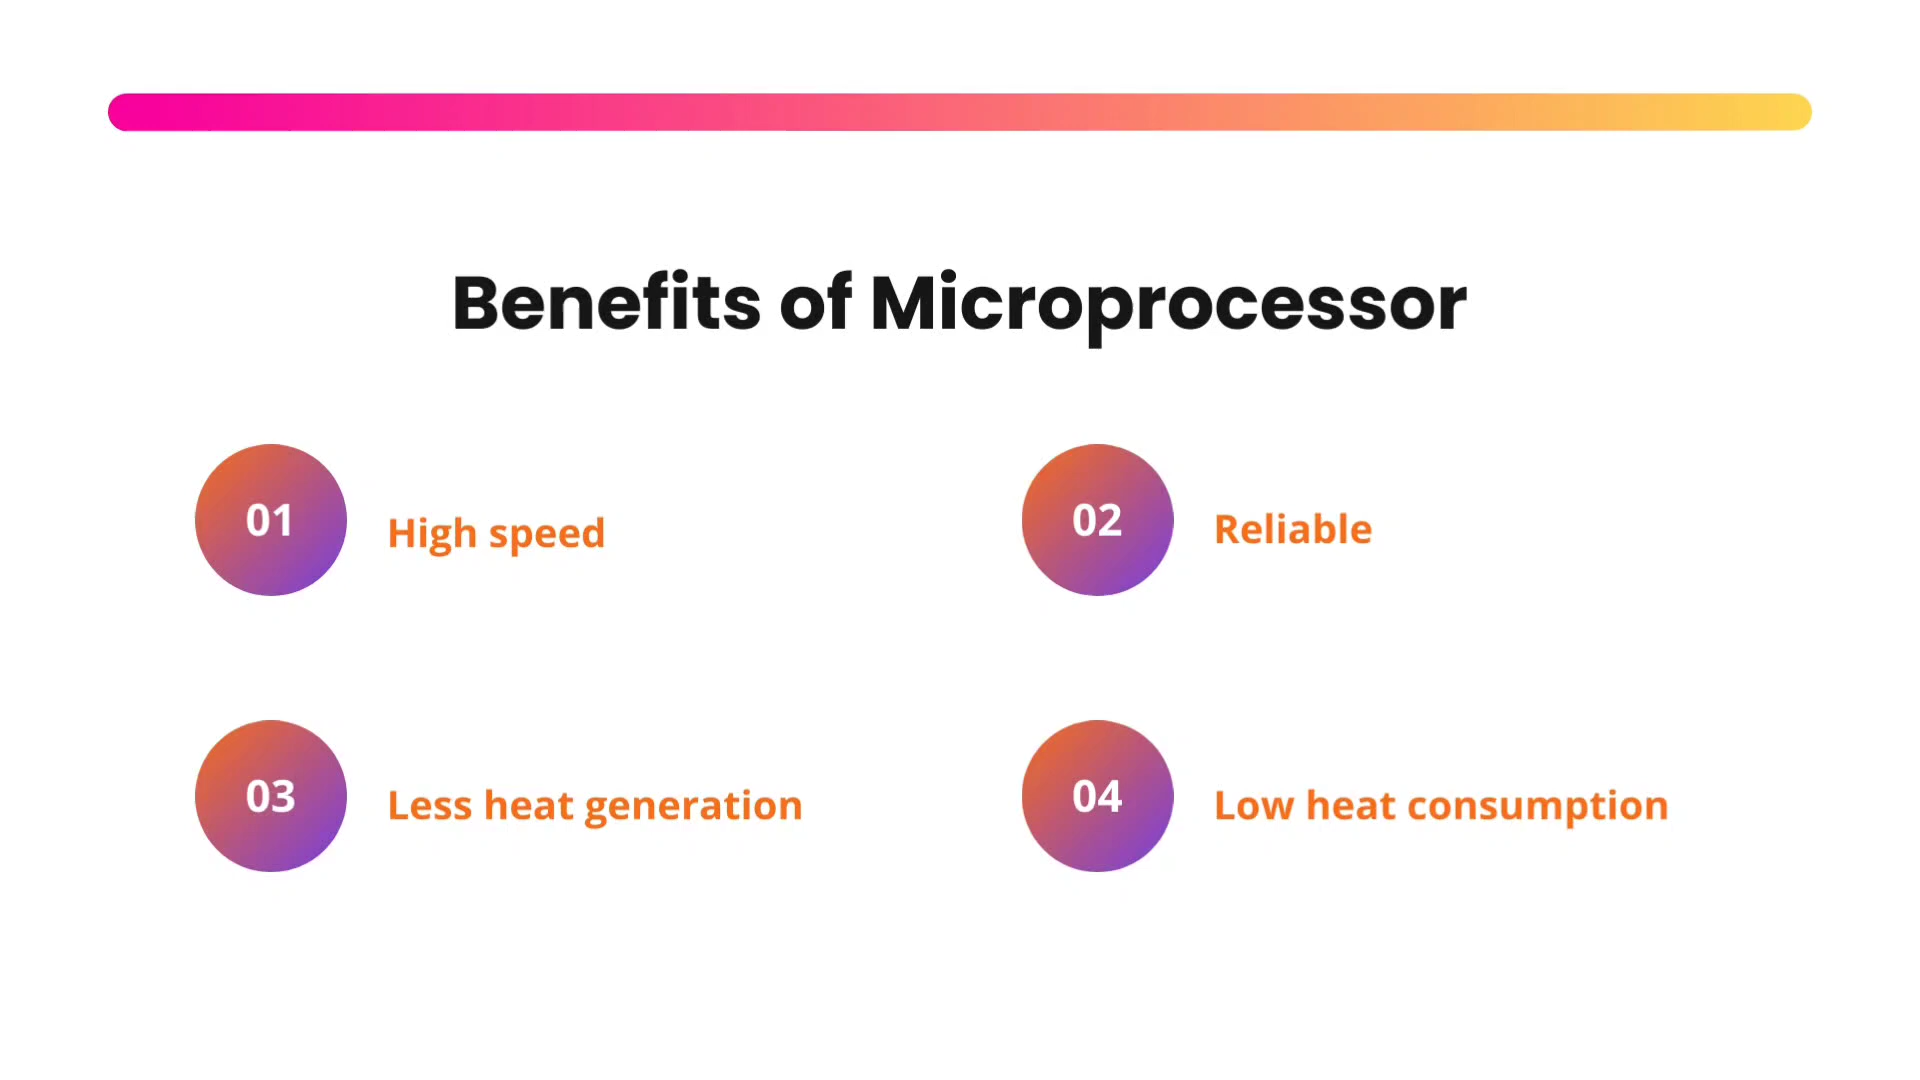 Benefits of Microprocessor
01
High speed
02
Reliable
03
Less heat generation
04
Low heat consumption